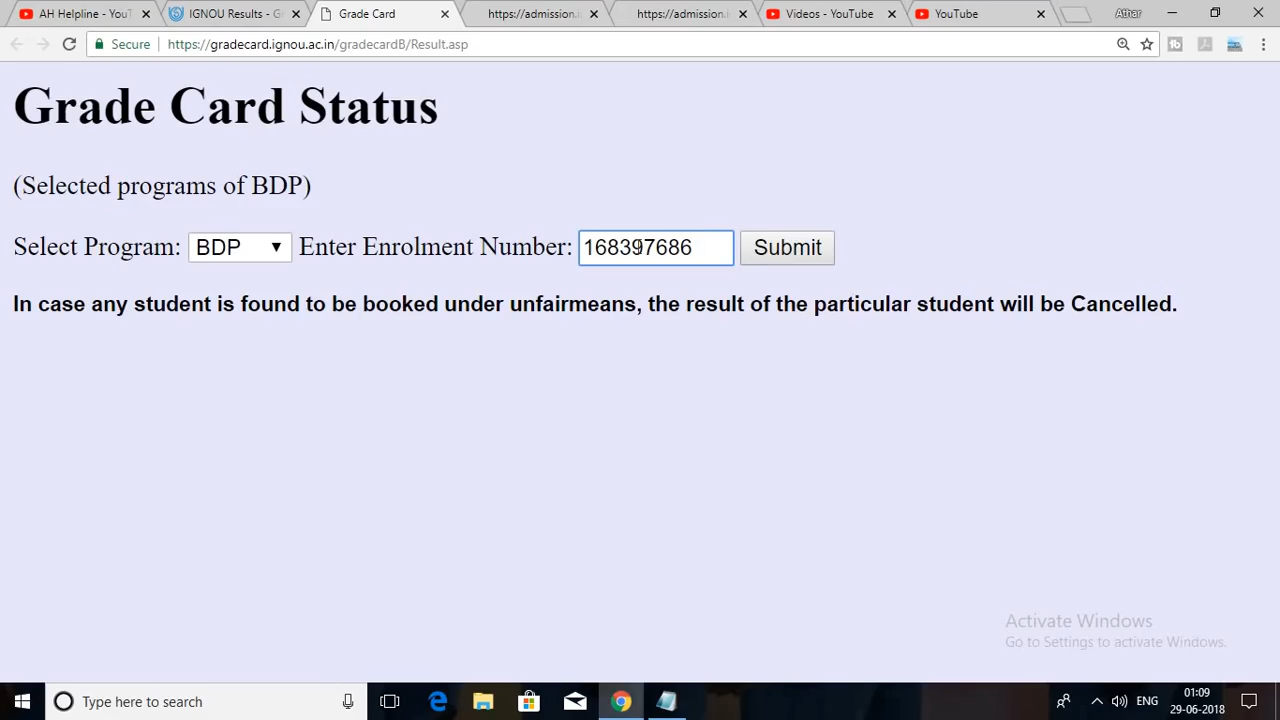 AH Helpline - YouT
IGNOU Results - G
Grade Card
https://admission.i
https://admission.i
Videos - YouTube
YouTube
Athar
Secure
https://gradecard.ignou.ac.in/gradecardB/Result.asp
Grade Card Status
(Selected programs of BDP)
Select Program: BDP Enter Enrolment Number: 168397686 Submit
In case any student is found to be booked under unfairmeans, the result of the particular student will be Cancelled.
Activate Windows
Go to Settings to activate Windows.
Type here to search
ENG
01:09
29-06-2018